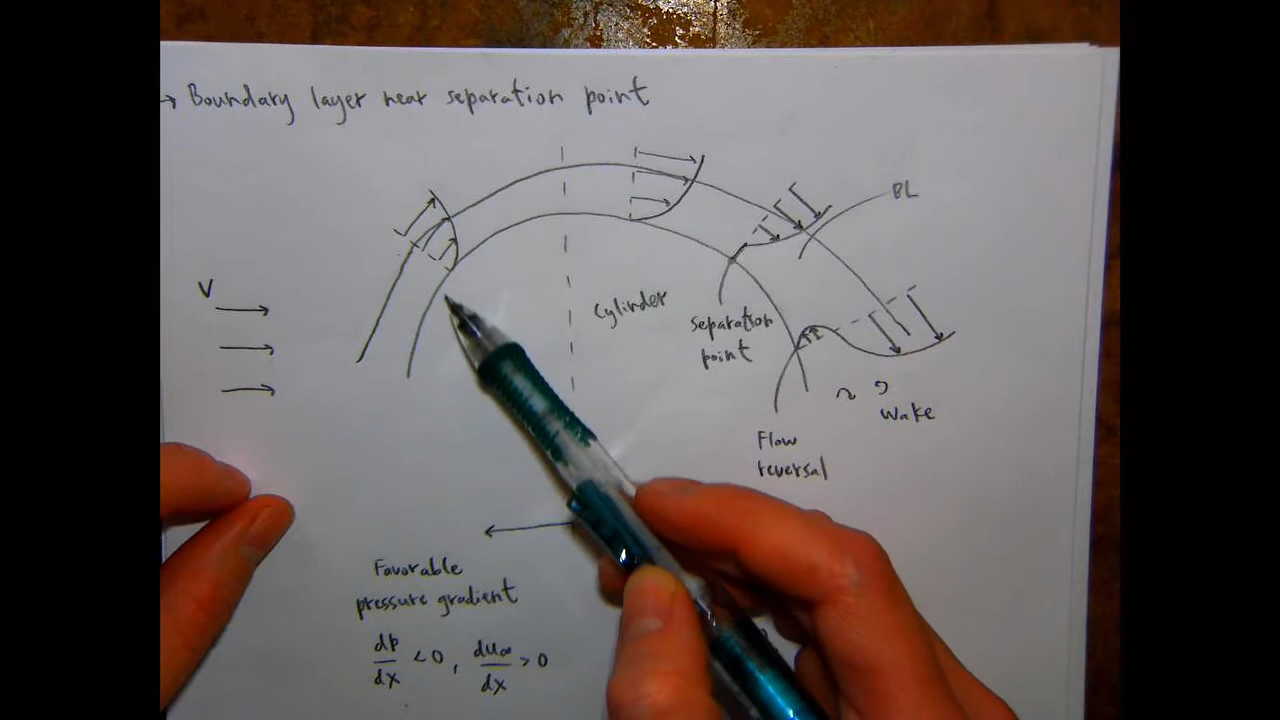 → Boundary layer near separation point
BL
V
Cylinder
separation
point
wake
Flow
reversal
Favorable
pressure gradient
dp/dx <0, du∞/dx >0